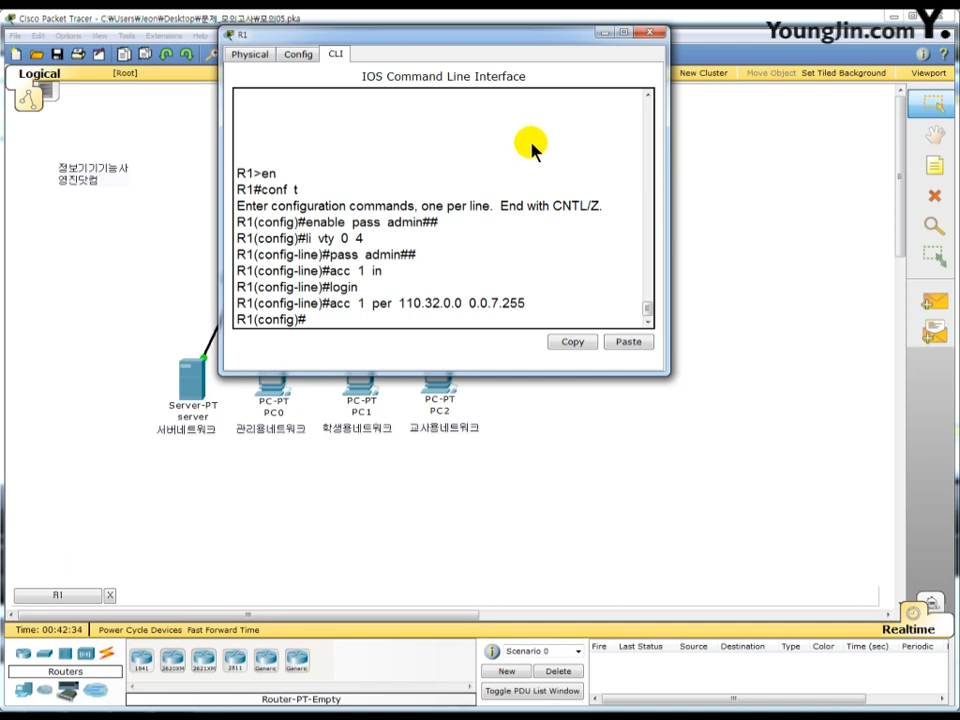 Cisco Packet Tracer - C:\Users\Jeon\Desktop\문제_모의고사\모의05.pka
YoungJin.com Y.
File Edit Options View Tools Extensions Help
R1
Physical Config CLI
Logical [Root] New Cluster Move Object Set Tiled Background Viewport
IOS Command Line Interface
정보기기기능사
영진닷컴
R1>en
R1#conf t
Enter configuration commands, one per line. End with CNTL/Z.
R1(config)#enable pass admin##
R1(config)#li vty 0 4
R1(config-line)#pass admin##
R1(config-line)#acc 1 in
R1(config-line)#login
R1(config-line)#acc 1 per 110.32.0.0 0.0.7.255
R1(config)#
Copy Paste
Server-PT
server
서버네트워크
PC-PT
PC0
관리용네트워크
PC-PT
PC1
학생용네트워크
PC-PT
PC2
교사용네트워크
R1 X
Time: 00:42:34 Power Cycle Devices Fast Forward Time Realtime
Routers
1841 2620XM 2621XM 2811 Generic Generic
Router-PT-Empty
Scenario 0
New Delete
Toggle PDU List Window
Fire Last Status Source Destination Type Color Time (sec) Periodic